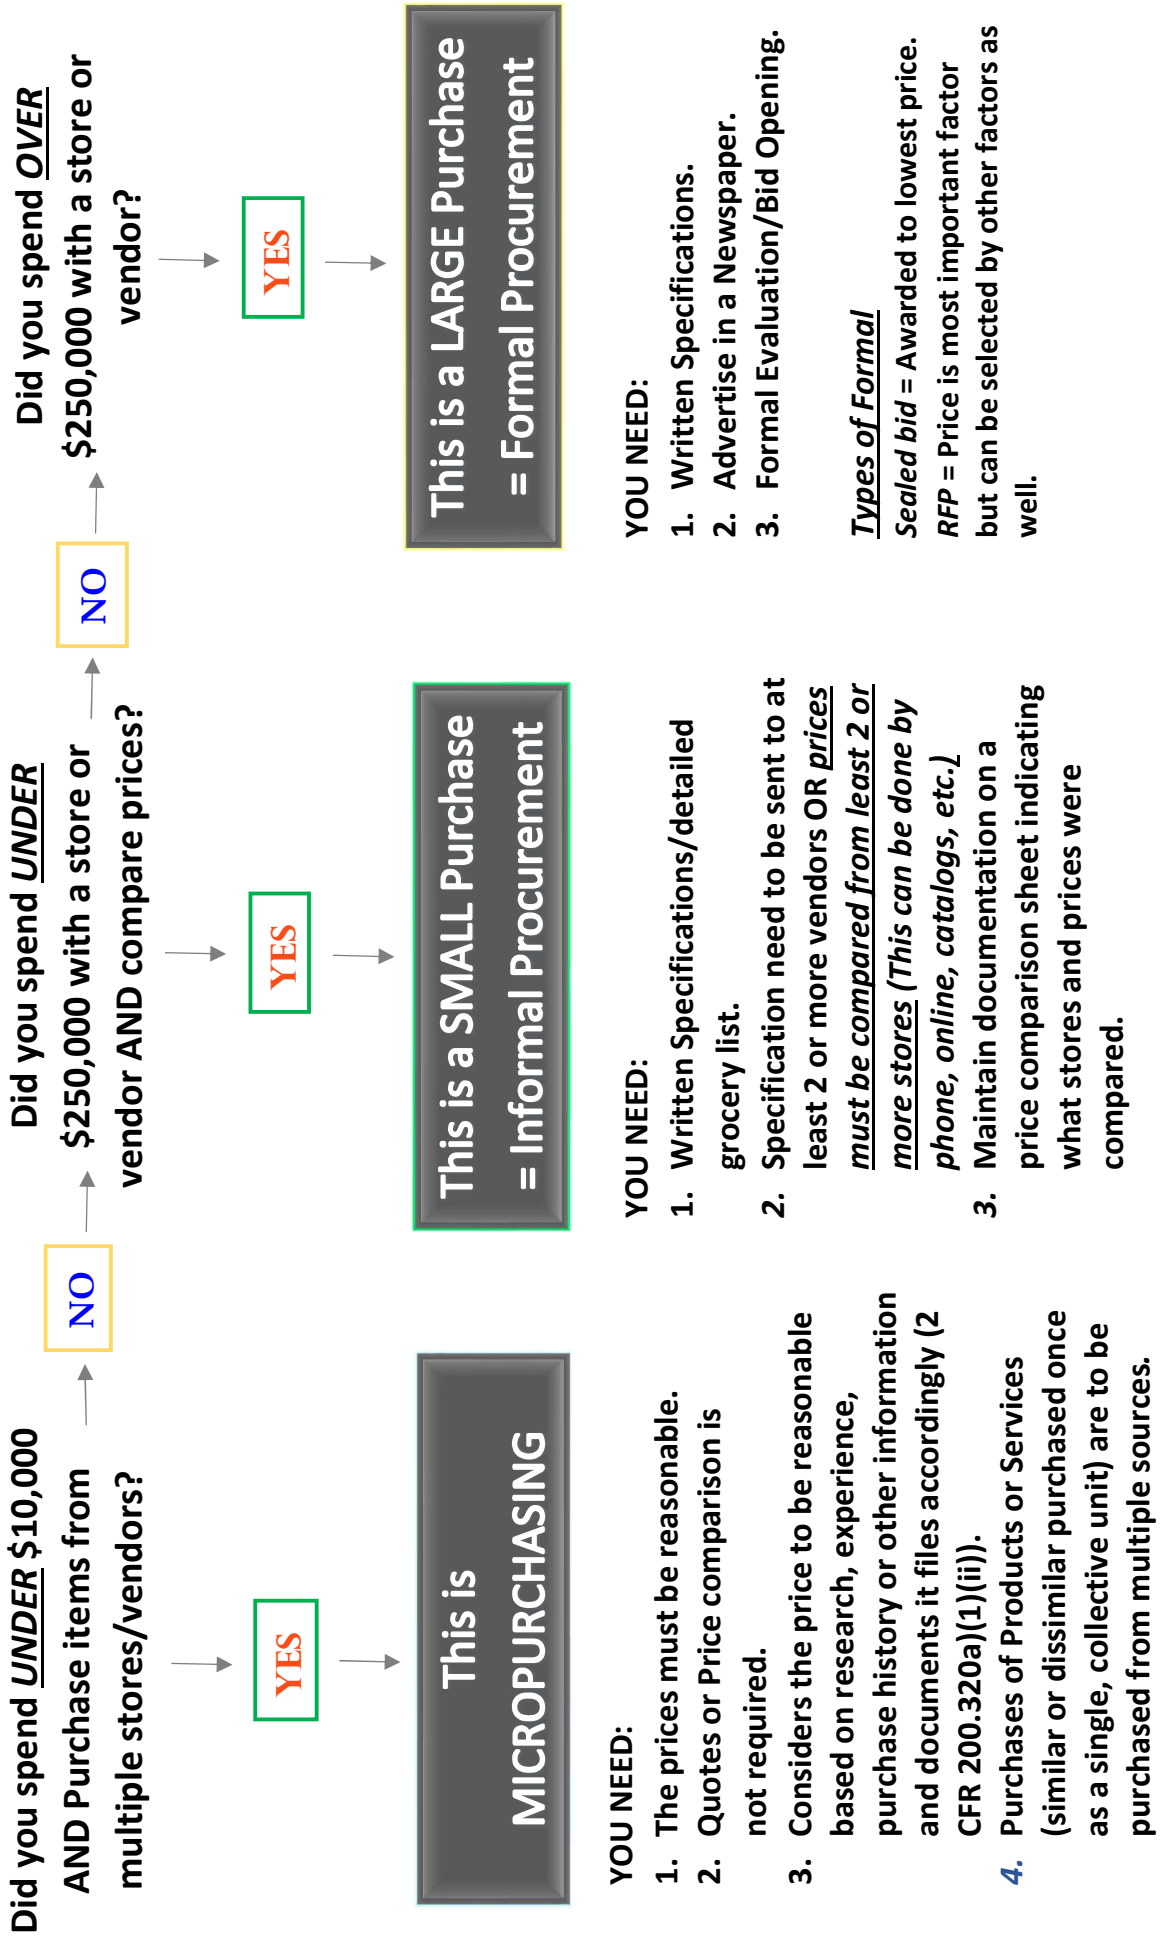 Did you spend UNDER $10,000
AND Purchase items from
multiple stores/vendors?
YES
This is
MICROPURCHASING
YOU NEED:
1. The prices must be reasonable.
2. Quotes or Price comparison is
not required.
3. Considers the price to be reasonable
based on research, experience,
purchase history or other information
and documents it files accordingly (2
CFR 200.320a)(1)(ii)).
4. Purchases of Products or Services
(similar or dissimilar purchased once
as a single, collective unit) are to be
purchased from multiple sources.
NO
Did you spend UNDER
$250,000 with a store or
vendor AND compare prices?
YES
This is a SMALL Purchase
= Informal Procurement
YOU NEED:
1. Written Specifications/detailed
grocery list.
2. Specification need to be sent to at
least 2 or more vendors OR prices
must be compared from least 2 or
more stores (This can be done by
phone, online, catalogs, etc.)
3. Maintain documentation on a
price comparison sheet indicating
what stores and prices were
compared.
NO
Did you spend OVER
$250,000 with a store or
vendor?
YES
This is a LARGE Purchase
= Formal Procurement
YOU NEED:
1. Written Specifications.
2. Advertise in a Newspaper.
3. Formal Evaluation/Bid Opening.
Types of Formal
Sealed bid = Awarded to lowest price.
RFP = Price is most important factor
but can be selected by other factors as
well.